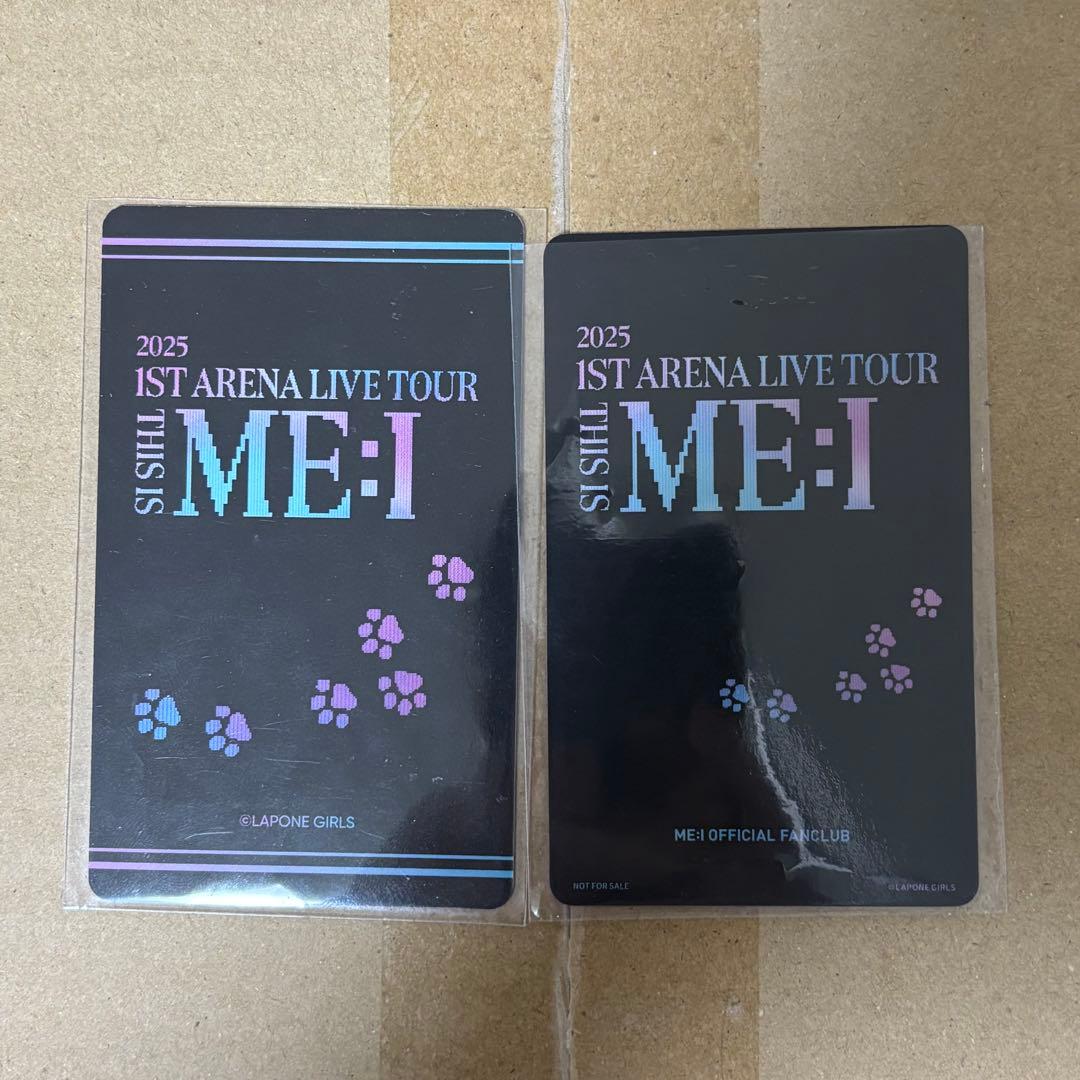 2025
1ST ARENA LIVE TOUR
THIS IS
ME:I
©LAPONE GIRLS
2025
1ST ARENA LIVE TOUR
THIS IS
ME:I
ME:I OFFICIAL FANCLUB
NOT FOR SALE
©LAPONE GIRLS